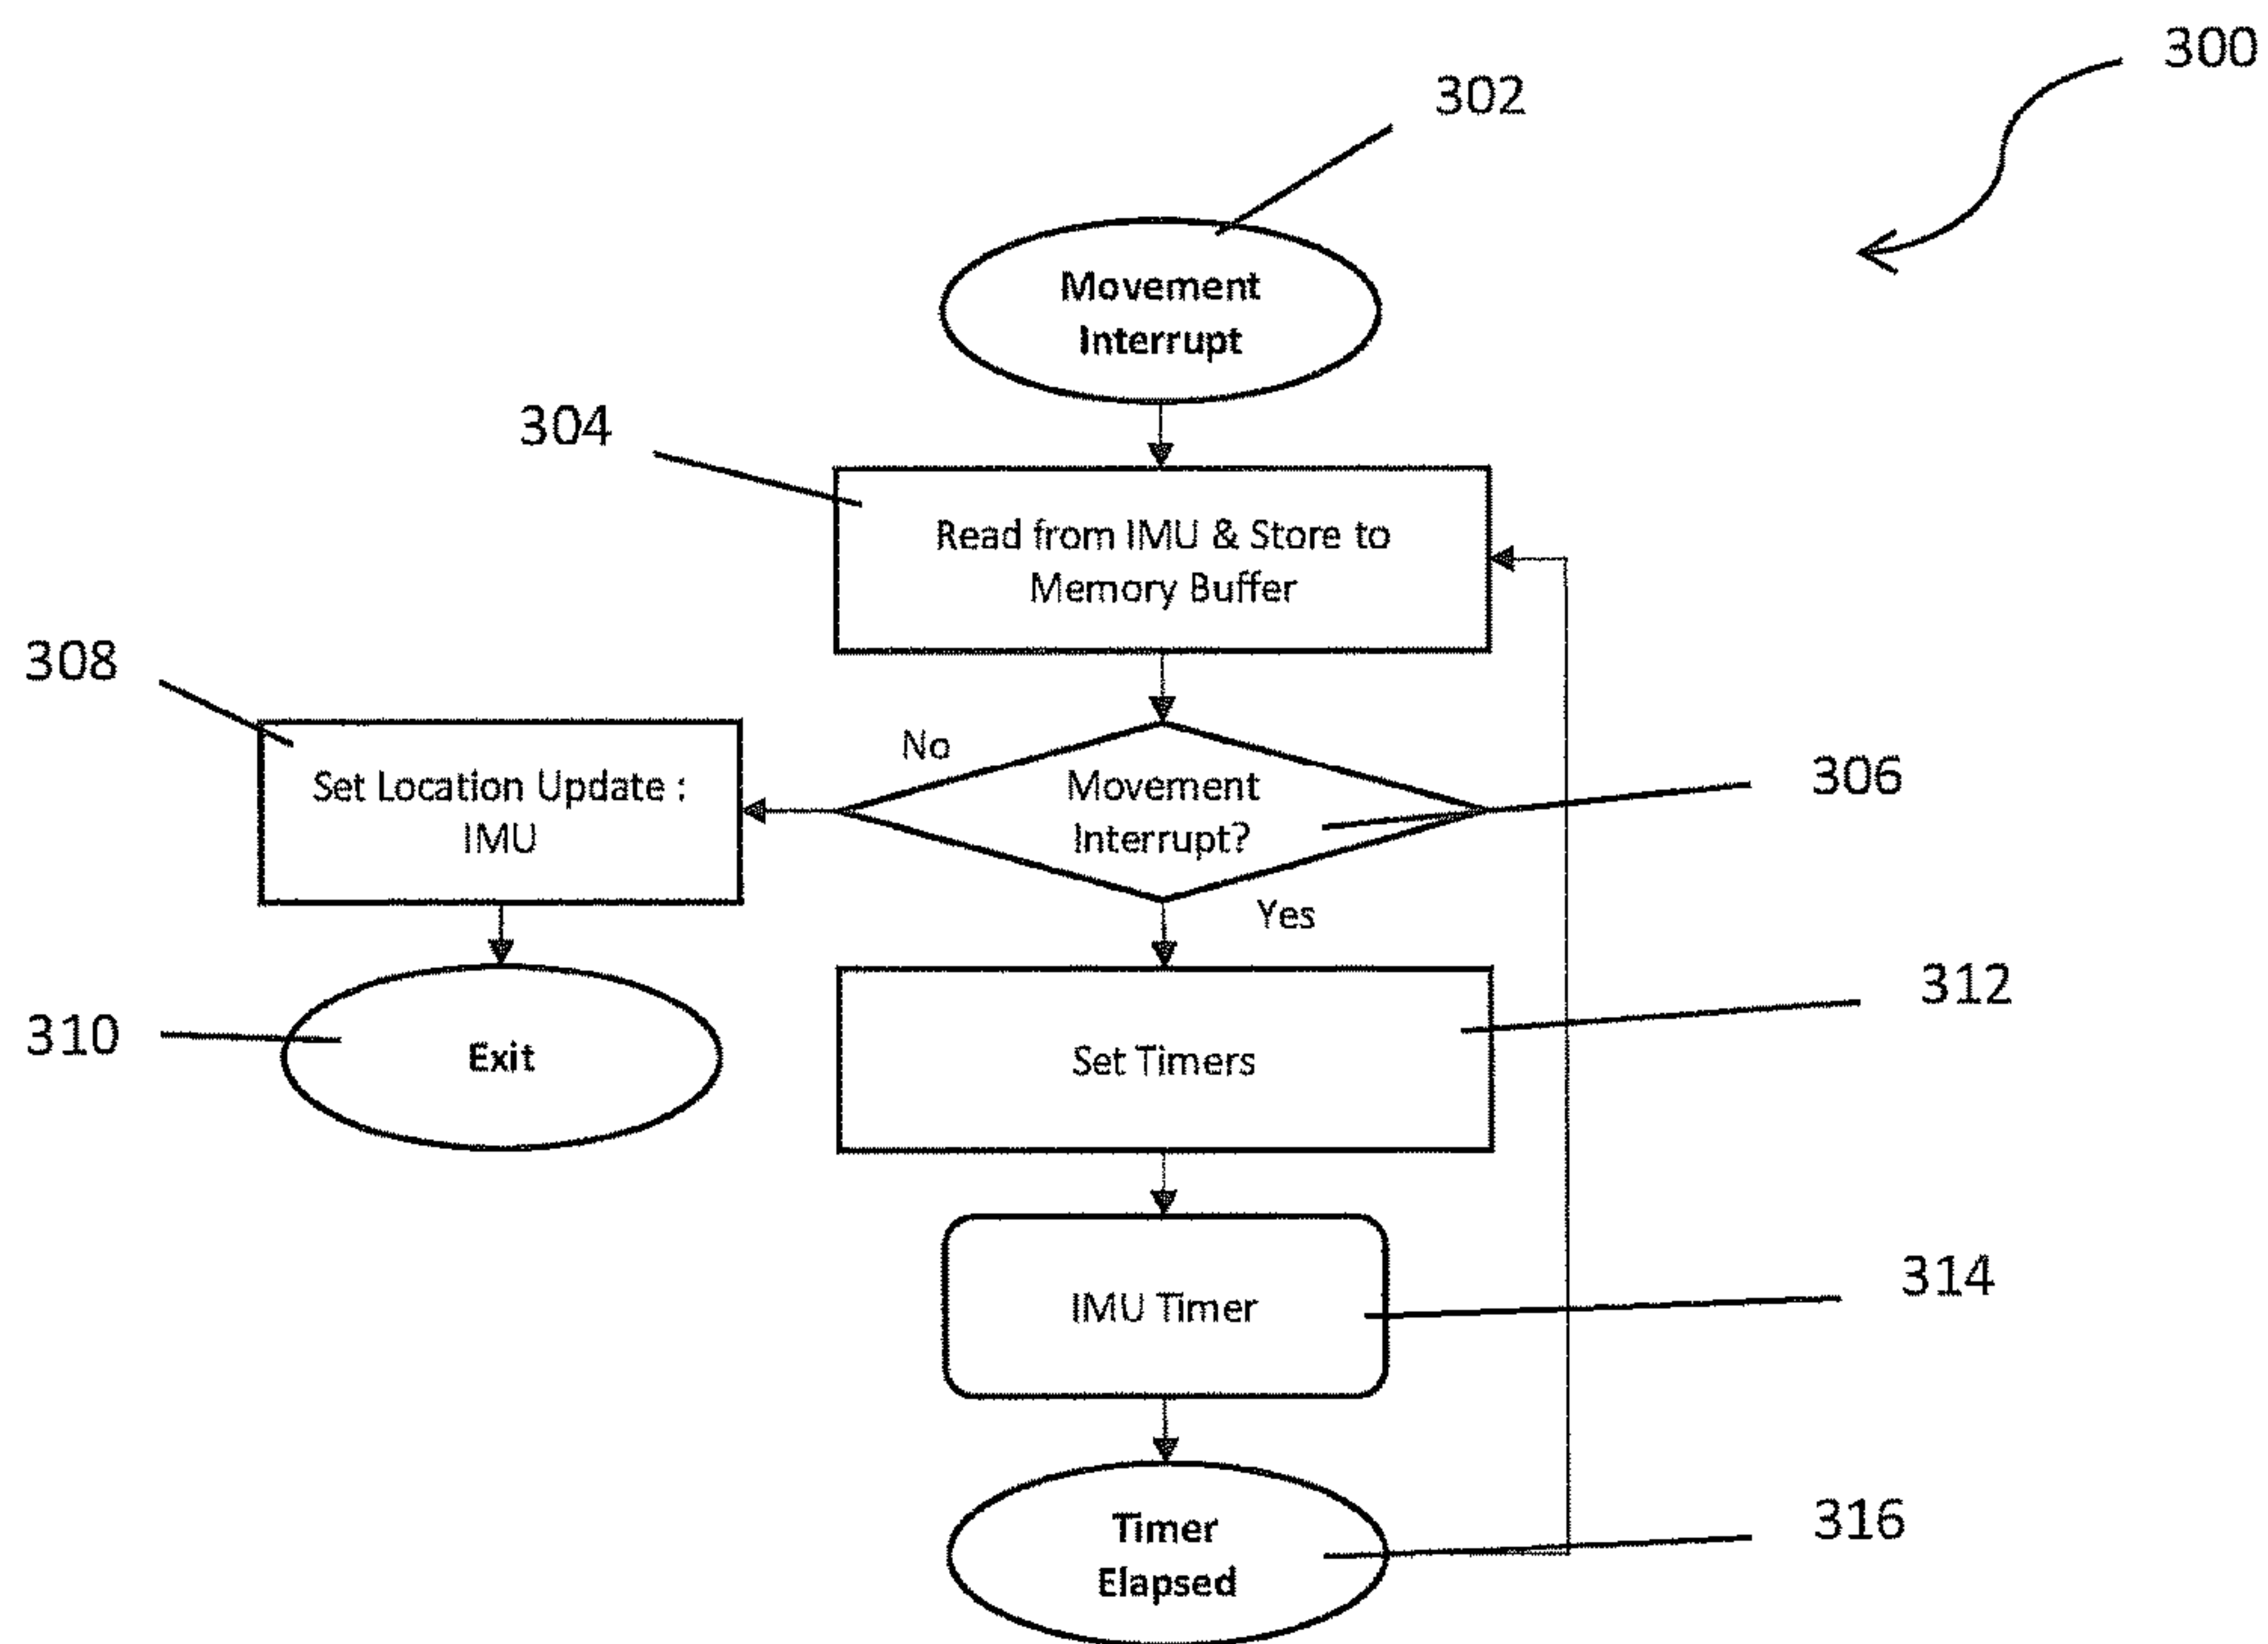 300
302
Movement
Interrupt
304
Read from IMU & Store to
Memory Buffer
308
No
Set Location Update :
IMU
Movement
Interrupt?
306
Yes
312
310
Exit
Set Timers
314
IMU Timer
316
Timer
Elapsed